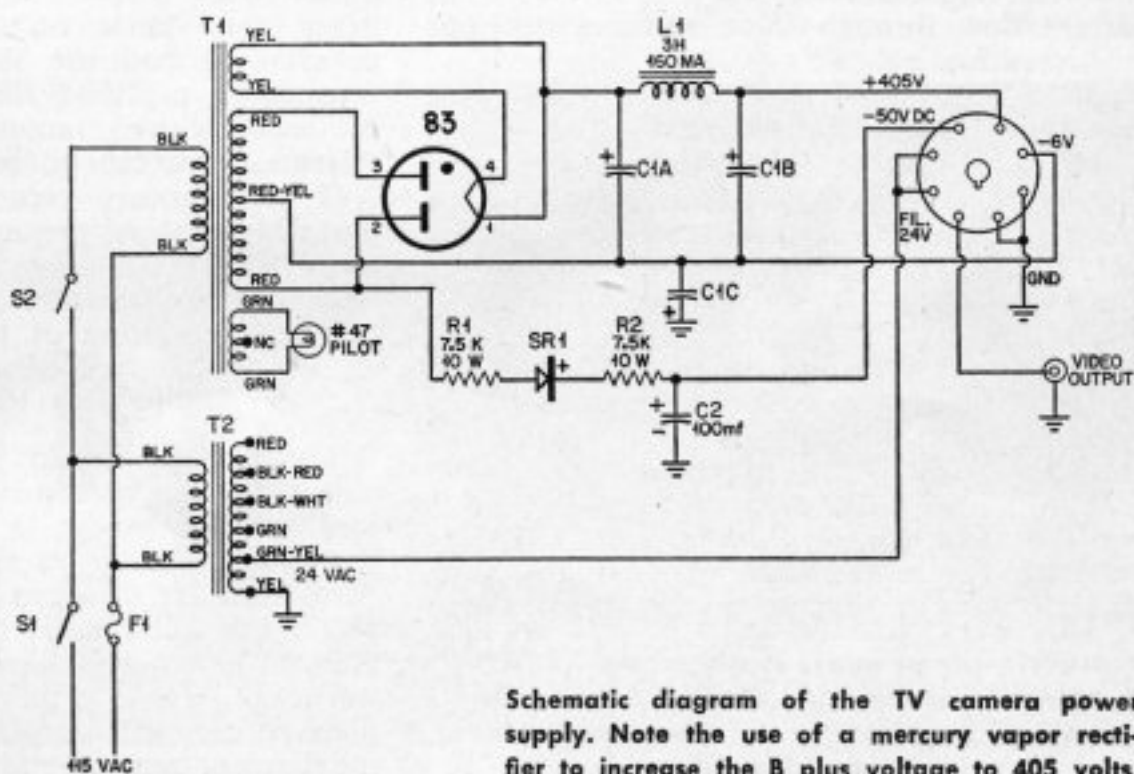 T1
YEL
YEL
RED
RED-YEL
RED
GRN
NC
GRN
BLK
BLK
83
3
4
2
1
#47
PILOT
L1
3H
160 MA
C1A
C1B
C1C
+405V
-50V DC
-6V
FIL.
24V
GND
VIDEO
OUTPUT
R1
7.5 K
10 W
SR1
R2
7.5K
10 W
C2
100mf
S2
T2
BLK
BLK
RED
BLK-RED
BLK-WHT
GRN
GRN-YEL
24 VAC
YEL
S1
F1
115 VAC
Schematic diagram of the TV camera power
supply. Note the use of a mercury vapor recti-
fier to increase the B plus voltage to 405 volts.